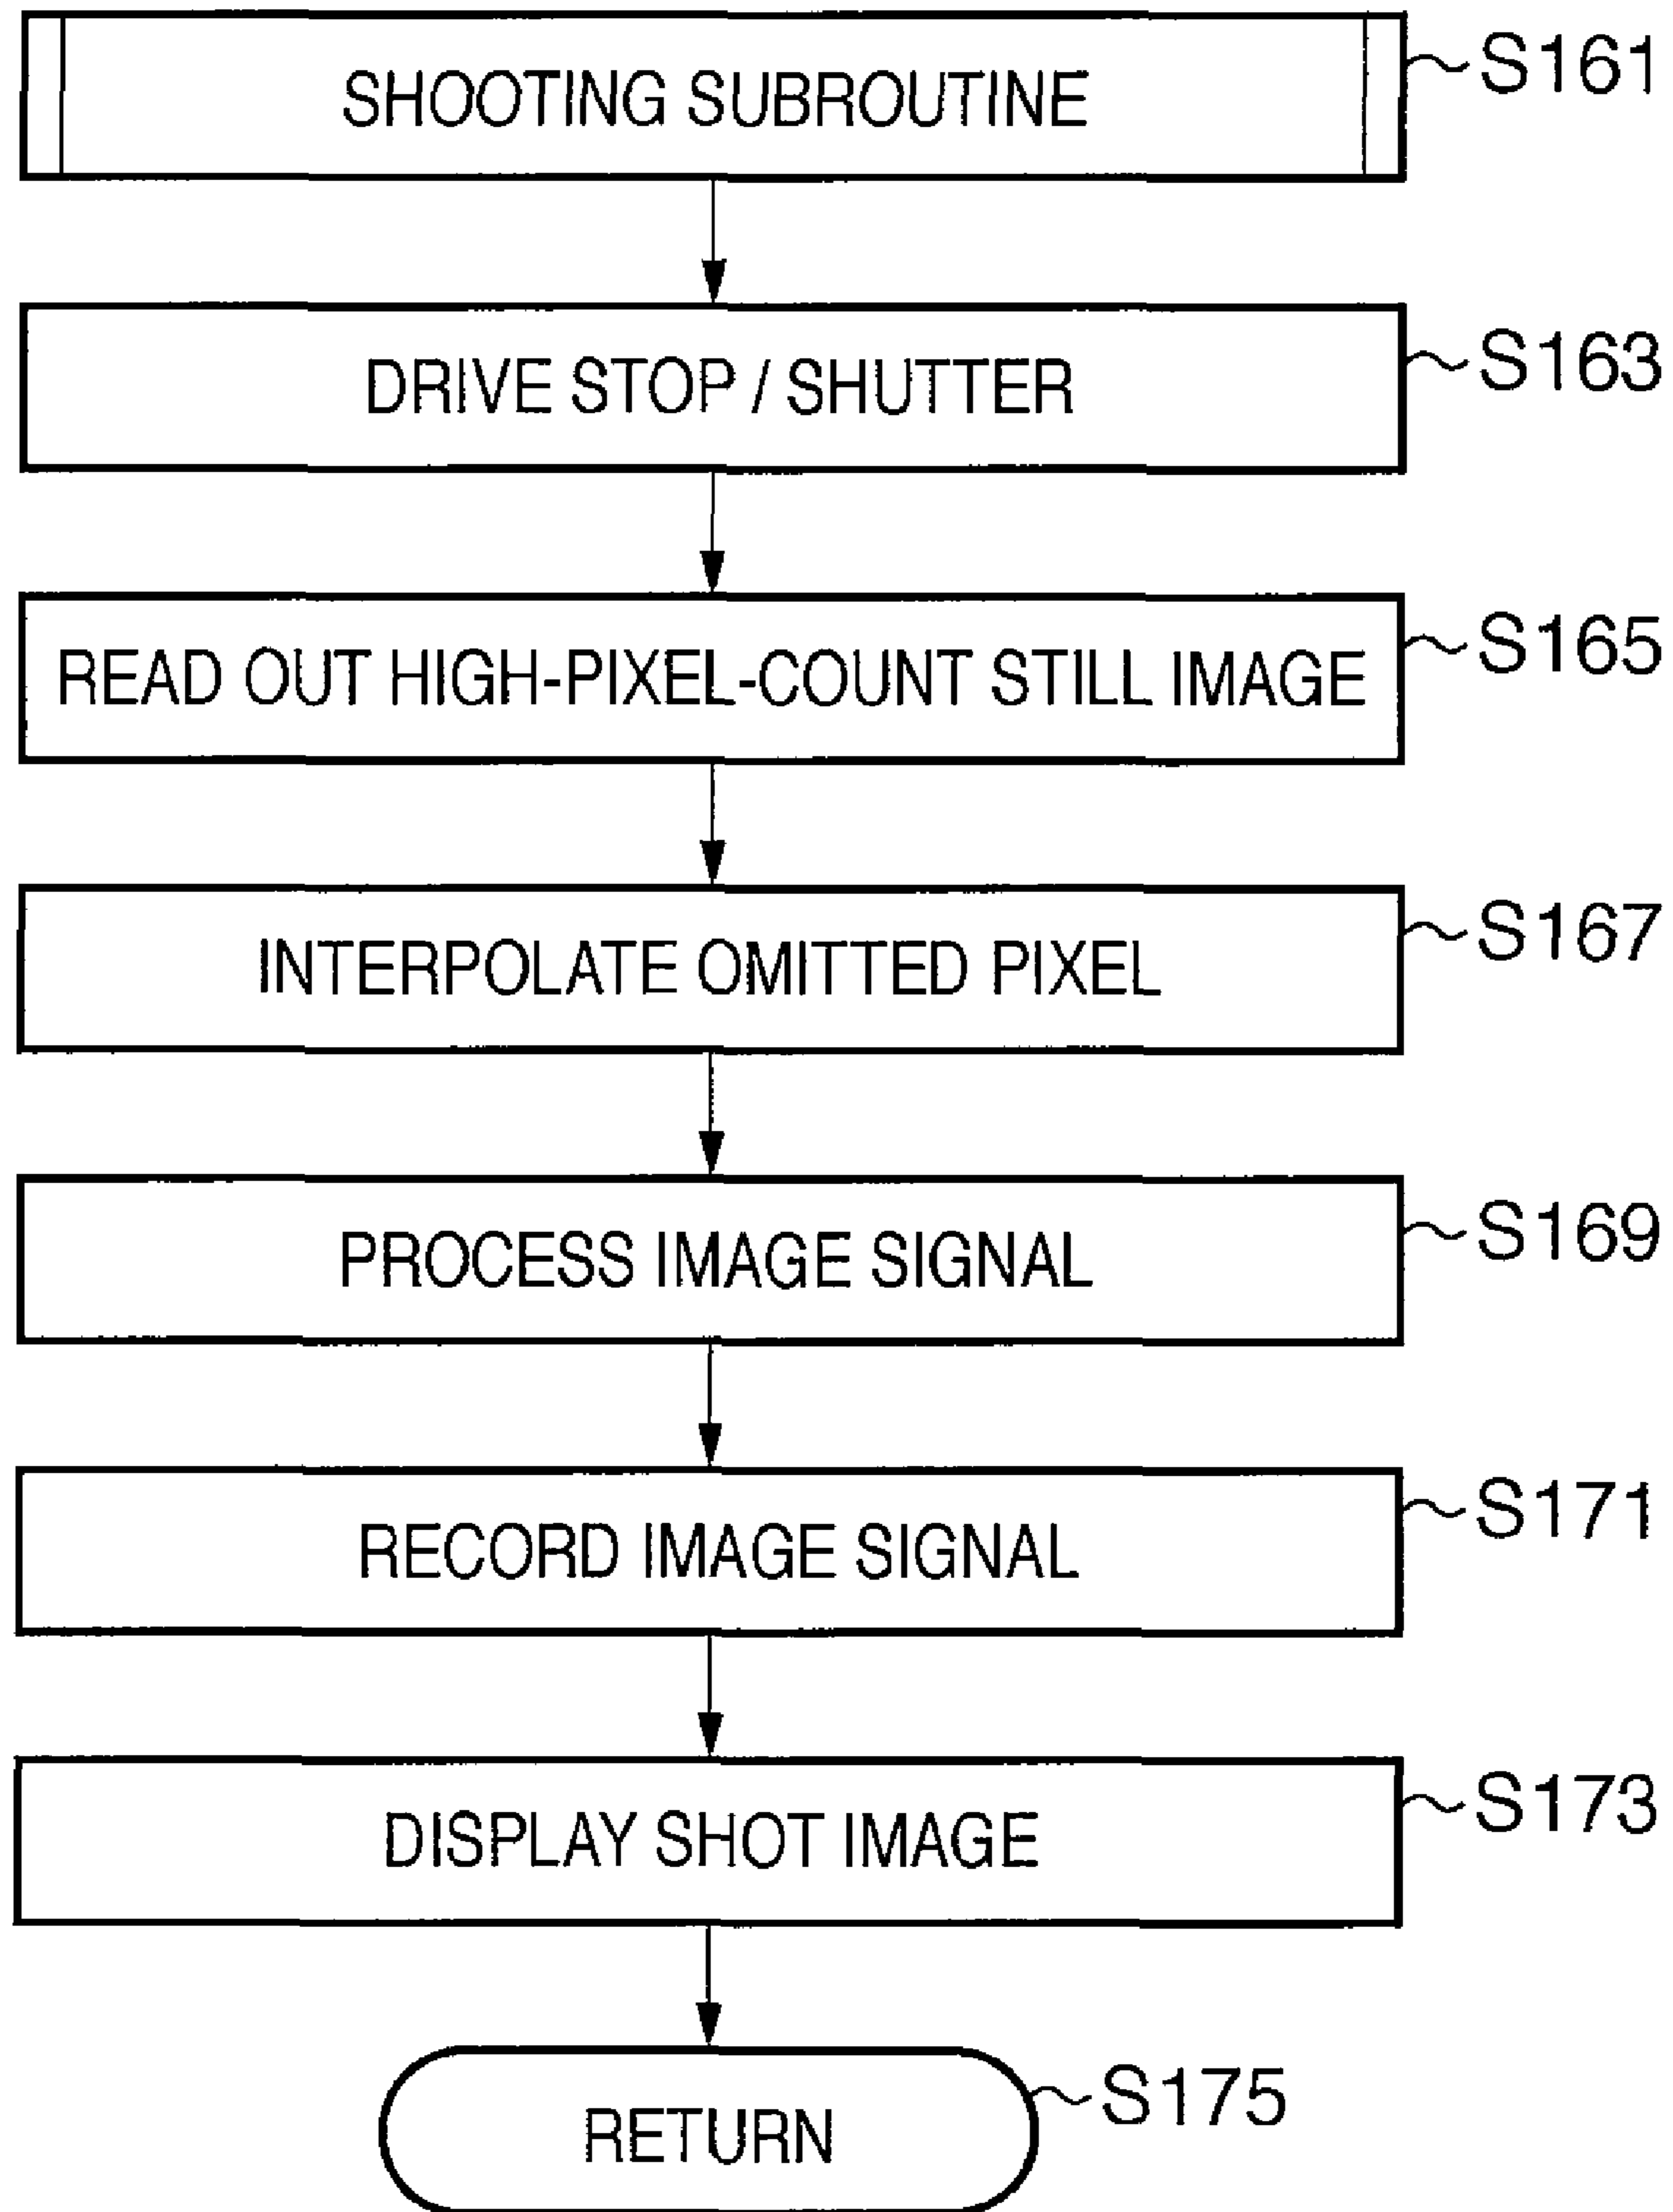 SHOOTING SUBROUTINE
S161
DRIVE STOP / SHUTTER
S163
READ OUT HIGH-PIXEL-COUNT STILL IMAGE
S165
INTERPOLATE OMITTED PIXEL
S167
PROCESS IMAGE SIGNAL
S169
RECORD IMAGE SIGNAL
S171
DISPLAY SHOT IMAGE
S173
RETURN
S175